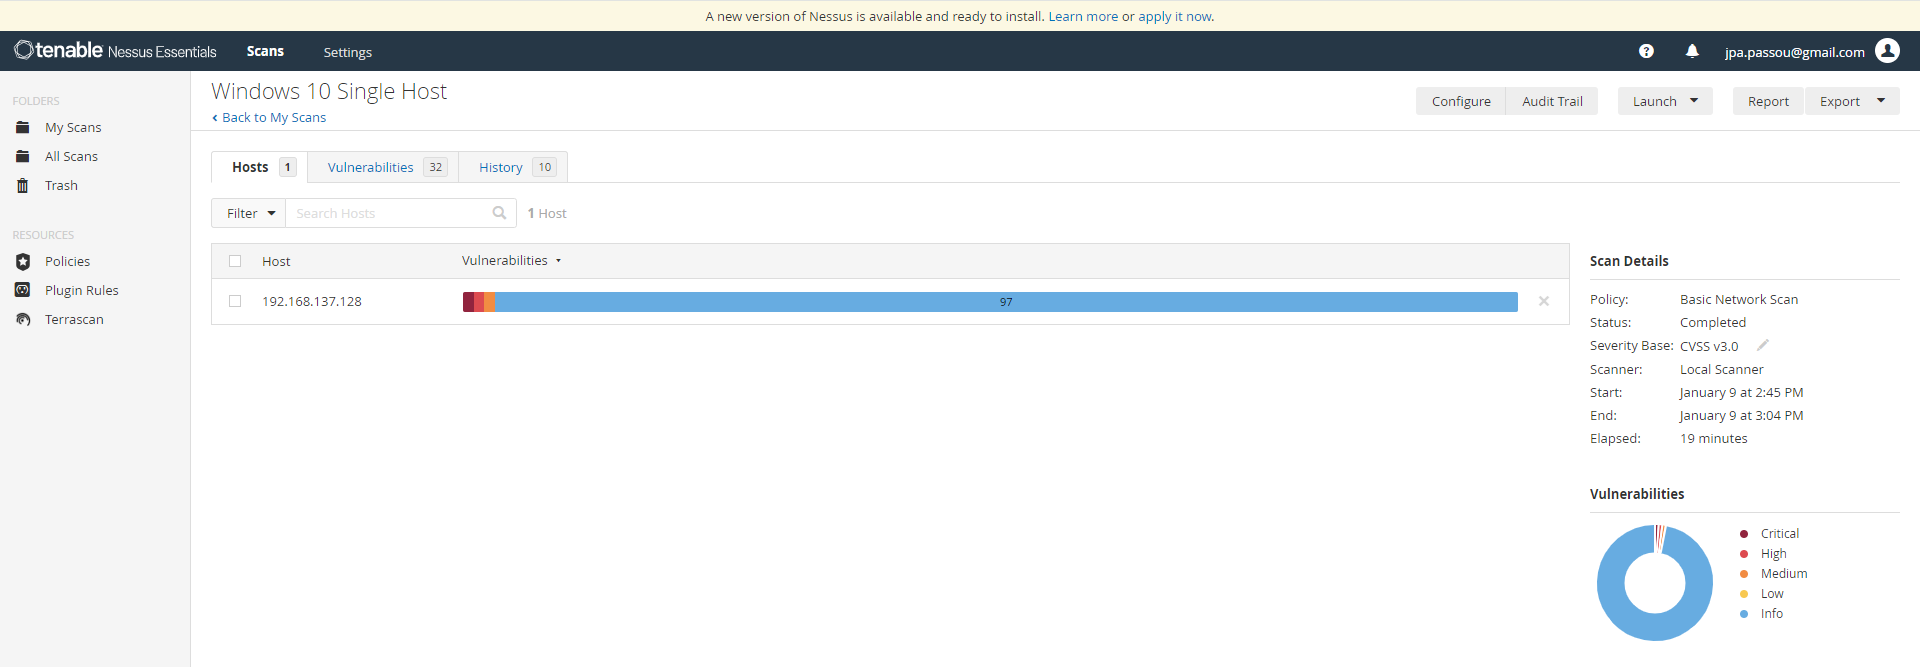 A new version of Nessus is available and ready to install. Learn more or apply it now.
tenable Nessus Essentials Scans Settings ? jpa.passou@gmail.com
FOLDERS
My Scans
All Scans
Trash
RESOURCES
Policies
Plugin Rules
Terrascan
Windows 10 Single Host
‹ Back to My Scans
Configure Audit Trail Launch Report Export
Hosts 1 Vulnerabilities 32 History 10
Filter Search Hosts 1 Host
Host Vulnerabilities
192.168.137.128 97
Scan Details
Policy: Basic Network Scan
Status: Completed
Severity Base: CVSS v3.0
Scanner: Local Scanner
Start: January 9 at 2:45 PM
End: January 9 at 3:04 PM
Elapsed: 19 minutes
Vulnerabilities
Critical
High
Medium
Low
Info